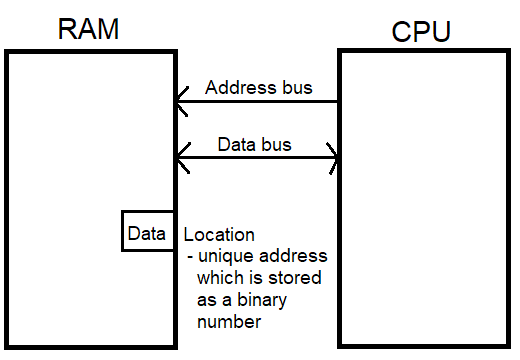 RAM
CPU
Address bus
Data bus
Data
Location
- unique address
which is stored
as a binary
number